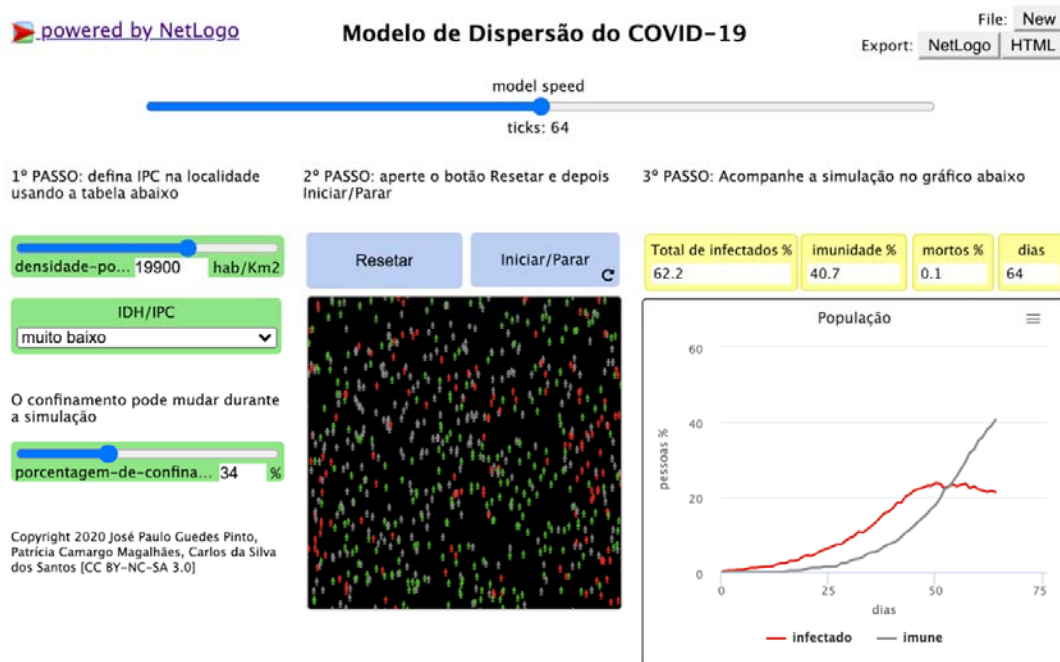 powered by NetLogo
Modelo de Dispersão do COVID-19
File: New
Export: NetLogo HTML
model speed
ticks: 64
1º PASSO: defina IPC na localidade
usando a tabela abaixo
densidade-po... 19900 hab/Km2
IDH/IPC
muito baixo
O confinamento pode mudar durante
a simulação
porcentagem-de-confina... 34 %
Copyright 2020 José Paulo Guedes Pinto,
Patrícia Camargo Magalhães, Carlos da Silva
dos Santos [CC BY-NC-SA 3.0]
2º PASSO: aperte o botão Resetar e depois
Iniciar/Parar
Resetar
Iniciar/Parar
3º PASSO: Acompanhe a simulação no gráfico abaixo
Total de infectados % imunidade % mortos % dias
62.2 40.7 0.1 64
População
pessoas %
60
40
20
0
0 25 50 75
dias
infectado imune